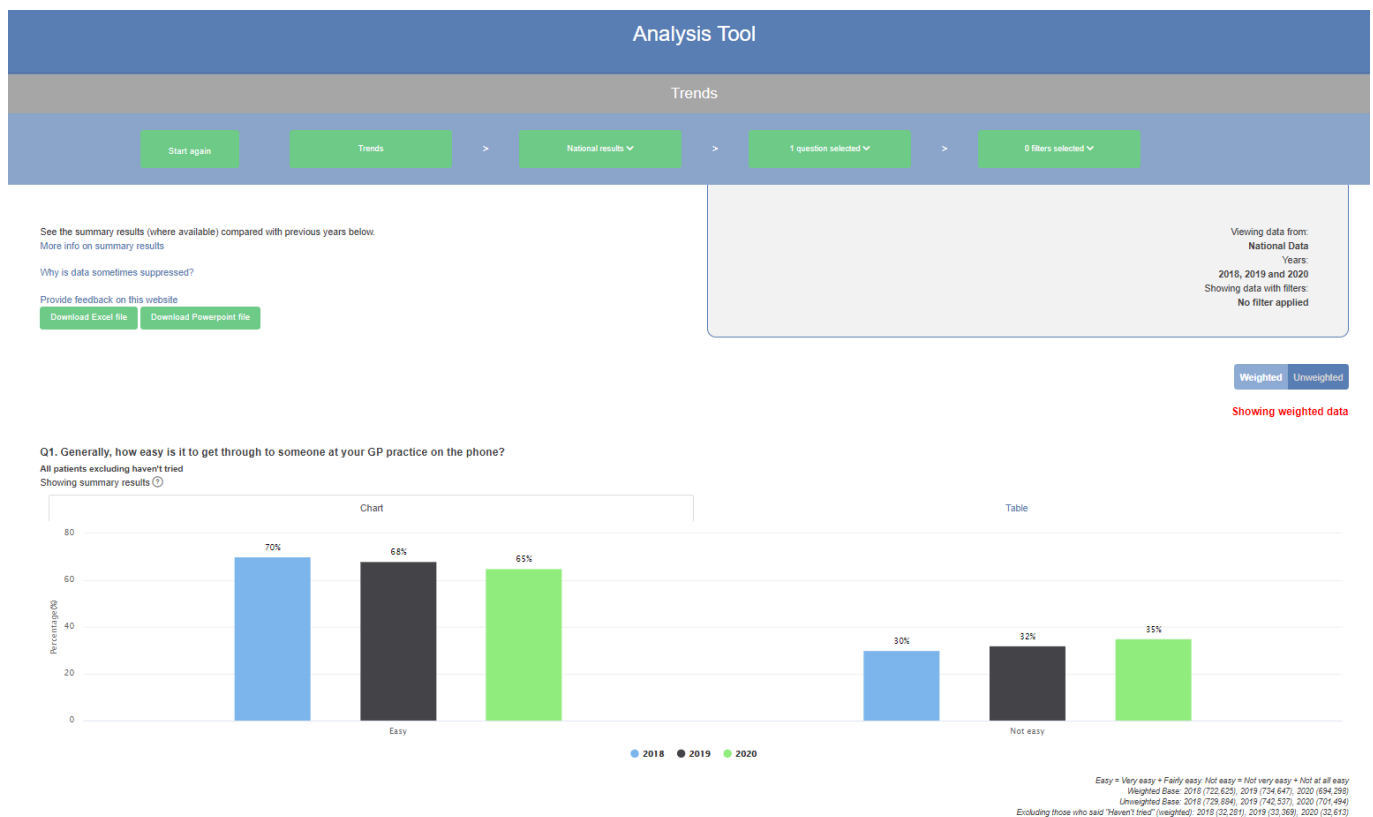 Analysis Tool
Trends
Start again
Trends
>
National results
>
1 question selected
>
0 filters selected
See the summary results (where available) compared with previous years below.
More info on summary results
Why is data sometimes suppressed?
Provide feedback on this website
Download Excel file
Download Powerpoint file
Viewing data from:
National Data
Years:
2018, 2019 and 2020
Showing data with filters:
No filter applied
Weighted
Unweighted
Showing weighted data
Q1. Generally, how easy is it to get through to someone at your GP practice on the phone?
All patients excluding haven't tried
Showing summary results ?
Chart
Table
Percentage(%)
80
60
40
20
0
70%
68%
65%
30%
32%
35%
Easy
Not easy
2018
2019
2020
Easy = Very easy + Fairly easy. Not easy = Not very easy + Not at all easy
Weighted Base: 2018 (722,625), 2019 (734,647), 2020 (694,298)
Unweighted Base: 2018 (729,884), 2019 (742,537), 2020 (701,494)
Excluding those who said "Haven't tried" (weighted): 2018 (32,281), 2019 (33,369), 2020 (32,613)